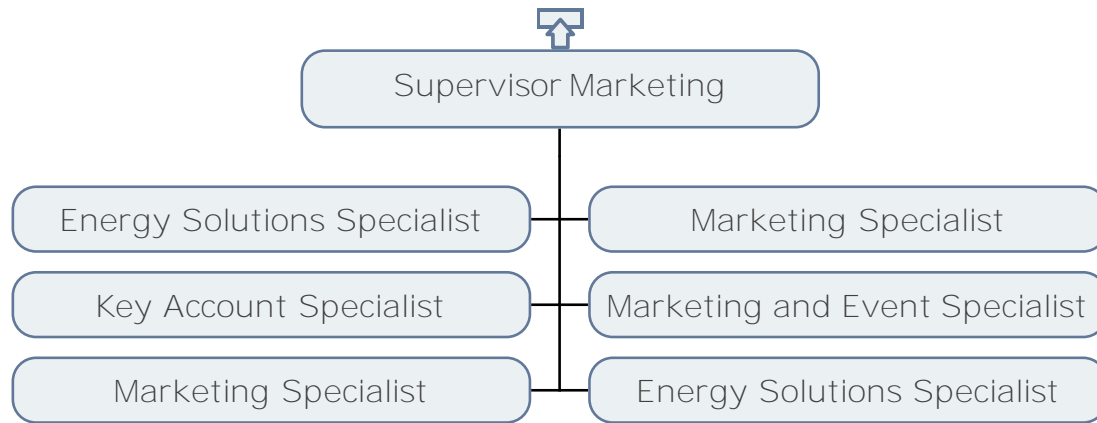 Supervisor Marketing
Energy Solutions Specialist
Marketing Specialist
Key Account Specialist
Marketing and Event Specialist
Marketing Specialist
Energy Solutions Specialist